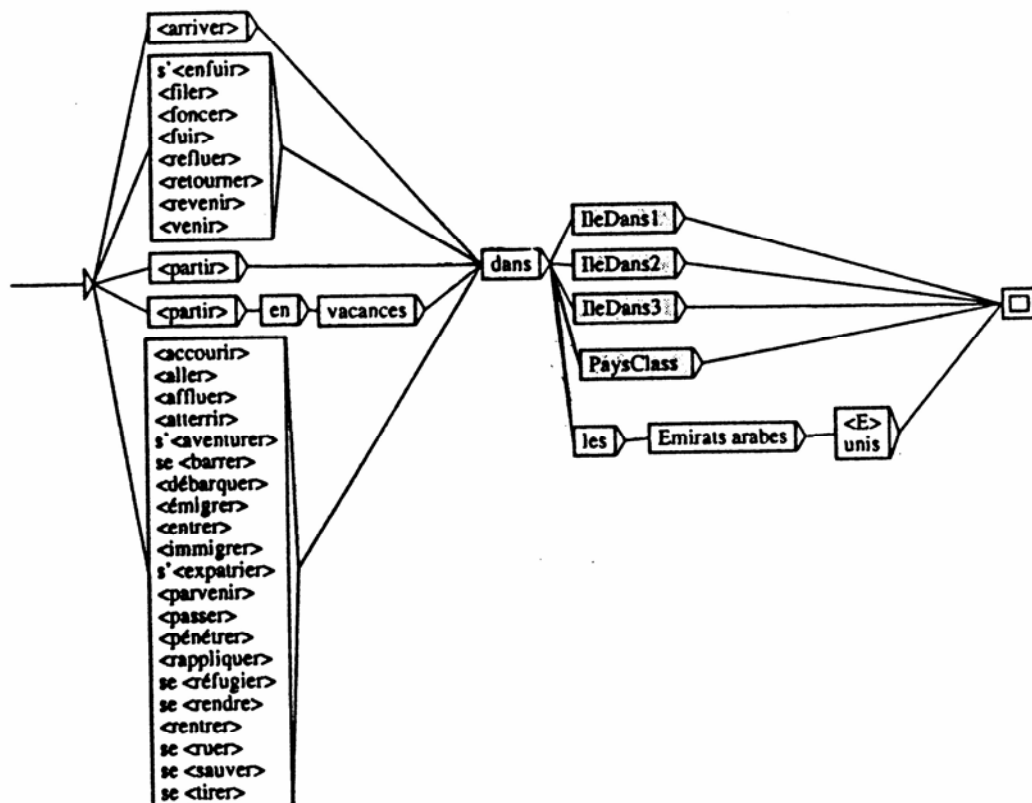 <arriver>
s'<enfuir>
<filer>
<foncer>
<fuir>
<refluer>
<retourner>
<revenir>
<venir>
<partir>
<partir> en vacances
<accourir>
<aller>
<affluer>
<atterrir>
s'<aventurer>
se <barrer>
<débarquer>
<émigrer>
<entrer>
<immigrer>
s'<expatrier>
<parvenir>
<passer>
<pénétrer>
<rappliquer>
se <réfugier>
se <rendre>
<rentrer>
se <ruer>
se <sauver>
se <tirer>
dans
IleDans1
IleDans2
IleDans3
PaysClass
les Emirats arabes
<E>
unis